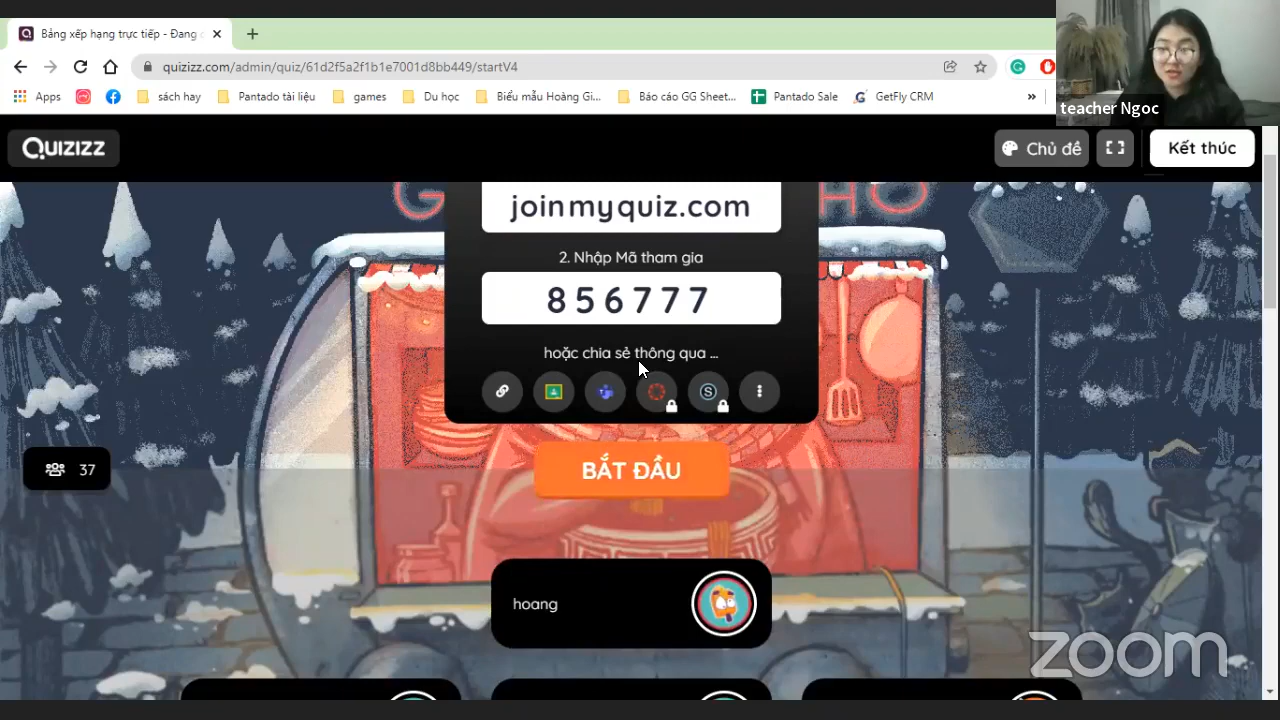 Bảng xếp hạng trực tiếp - Đang c
quizizz.com/admin/quiz/61d2f5a2f1b1e7001d8bb449/startV4
Apps
sách hay
Pantado tài liệu
games
Du học
Biểu mẫu Hoàng Gi...
Báo cáo GG Sheet...
Pantado Sale
GetFly CRM
»
teacher Ngoc
QUIZIZZ
Chủ đề
Kết thúc
joinmyquiz.com
2. Nhập Mã tham gia
856777
hoặc chia sẻ thông qua ...
37
BẮT ĐẦU
hoang
zoom